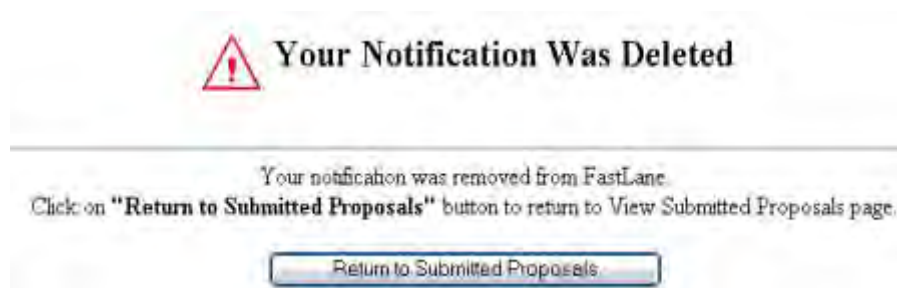 Your Notification Was Deleted
Your notification was removed from FastLane
Click on "Return to Submitted Proposals" button to return to View Submitted Proposals page.
Return to Submitted Proposals